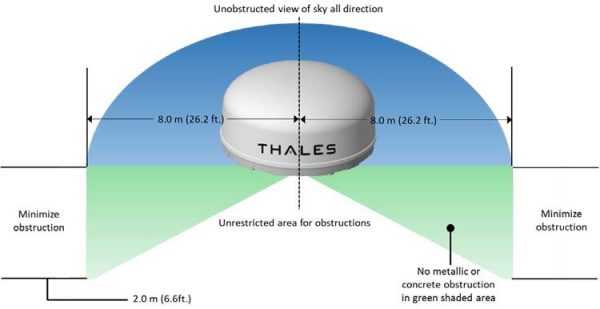 Unobstructed view of sky all direction
8.0 m (26.2 ft.)
8.0 m (26.2 ft.)
THALES
Minimize
obstruction
Unrestricted area for obstructions
Minimize
obstruction
No metallic or
concrete obstruction
in green shaded area
2.0 m (6.6ft.)